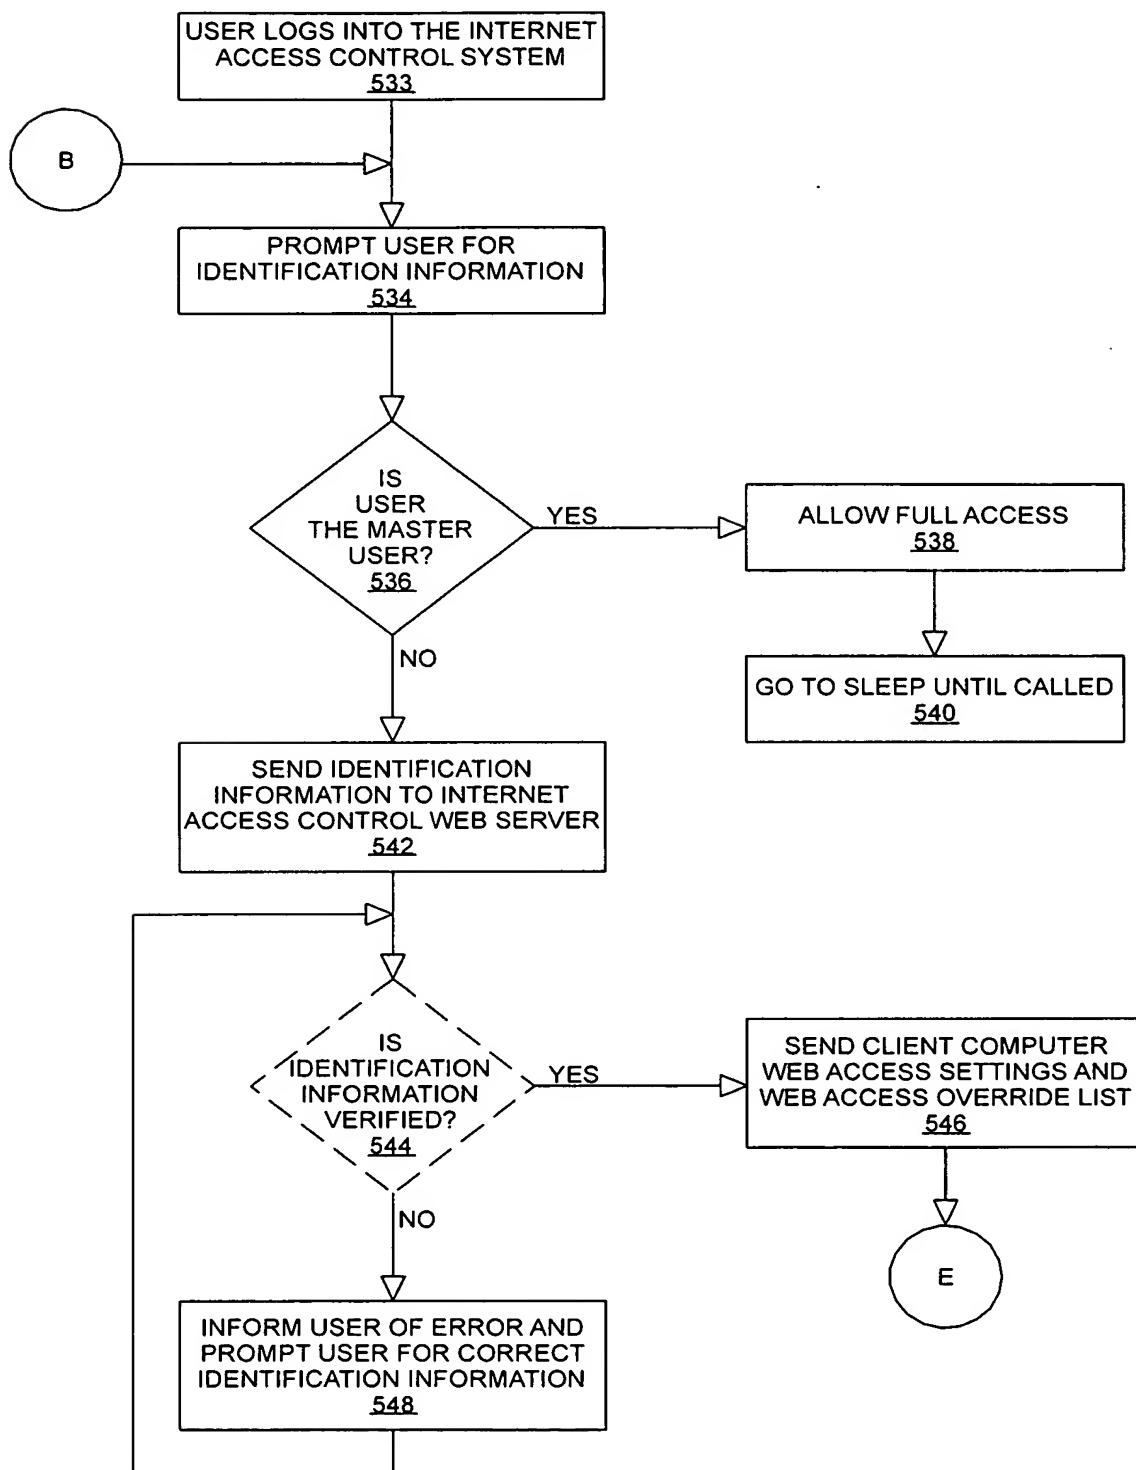 USER LOGS INTO THE INTERNET
ACCESS CONTROL SYSTEM
533
B
PROMPT USER FOR
IDENTIFICATION INFORMATION
534
IS
USER
THE MASTER
USER?
536
YES
ALLOW FULL ACCESS
538
GO TO SLEEP UNTIL CALLED
540
NO
SEND IDENTIFICATION
INFORMATION TO INTERNET
ACCESS CONTROL WEB SERVER
542
IS
IDENTIFICATION
INFORMATION
VERIFIED?
544
YES
SEND CLIENT COMPUTER
WEB ACCESS SETTINGS AND
WEB ACCESS OVERRIDE LIST
546
E
NO
INFORM USER OF ERROR AND
PROMPT USER FOR CORRECT
IDENTIFICATION INFORMATION
548